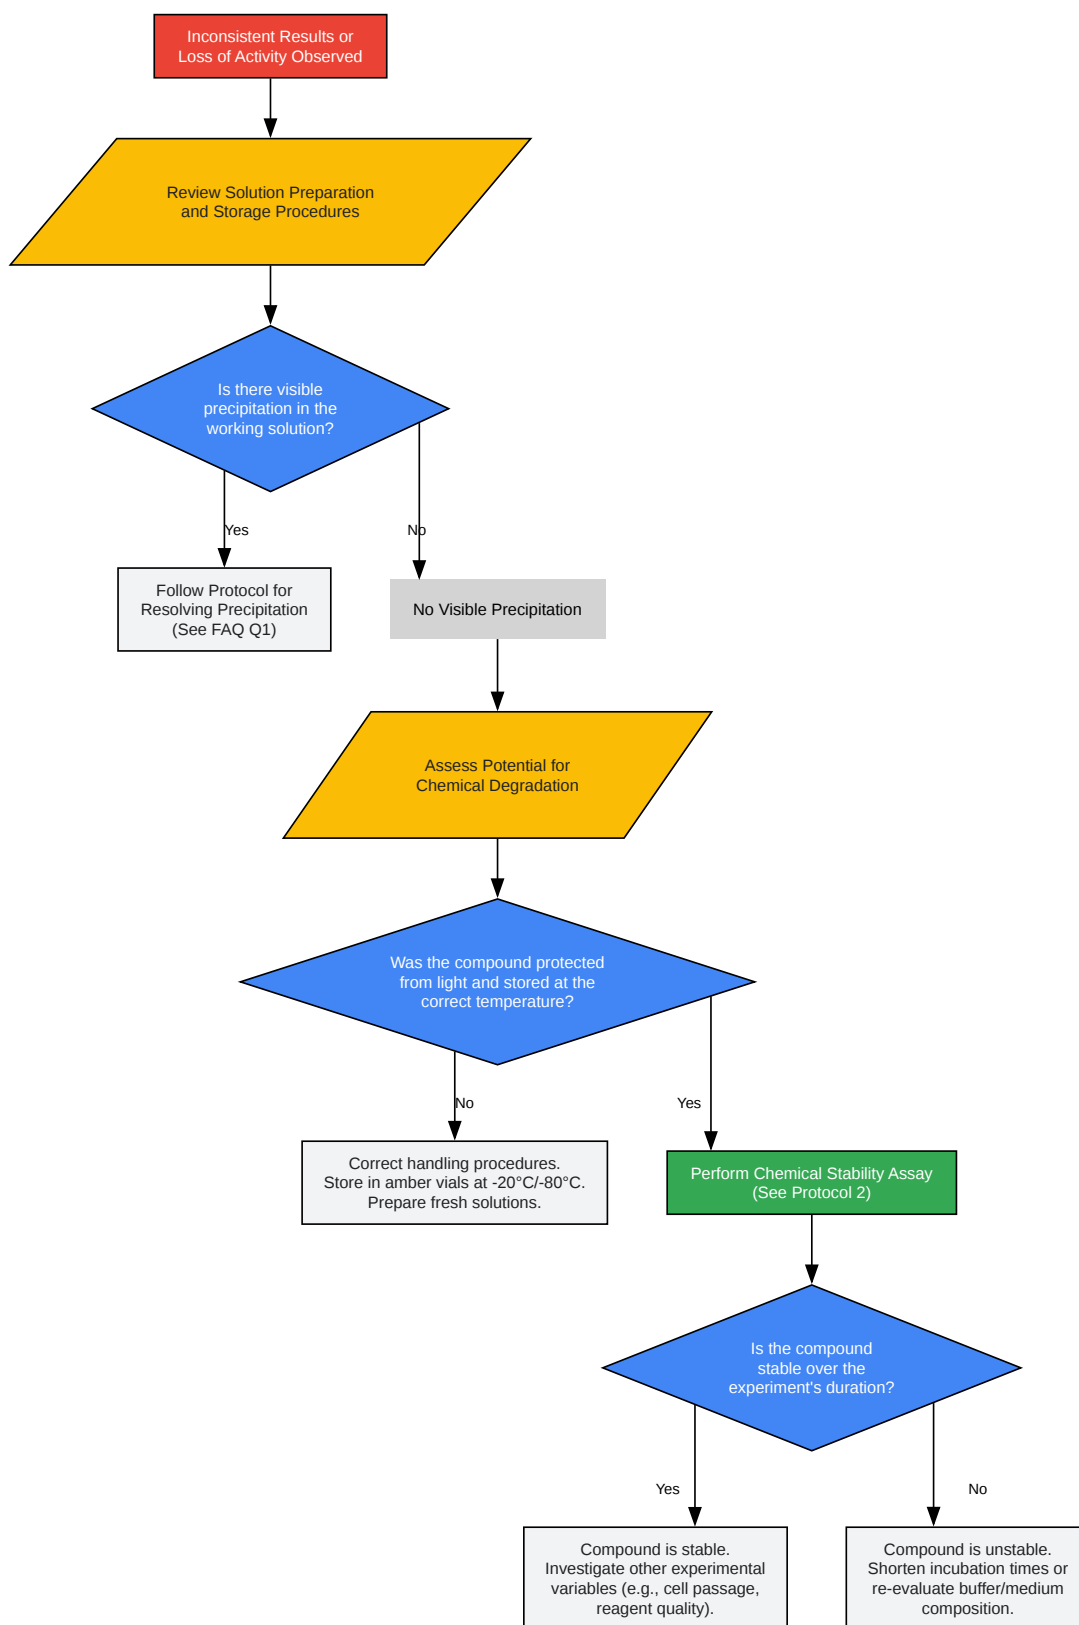 Inconsistent Results or
Loss of Activity Observed
Review Solution Preparation
and Storage Procedures
Is there visible
precipitation in the
working solution?
Yes
No
Follow Protocol for
Resolving Precipitation
(See FAQ Q1)
No Visible Precipitation
Assess Potential for
Chemical Degradation
Was the compound protected
from light and stored at the
correct temperature?
No
Yes
Correct handling procedures.
Store in amber vials at -20°C/-80°C.
Prepare fresh solutions.
Perform Chemical Stability Assay
(See Protocol 2)
Is the compound
stable over the
experiment's duration?
Yes
No
Compound is stable.
Investigate other experimental
variables (e.g., cell passage,
reagent quality).
Compound is unstable.
Shorten incubation times or
re-evaluate buffer/medium
composition.